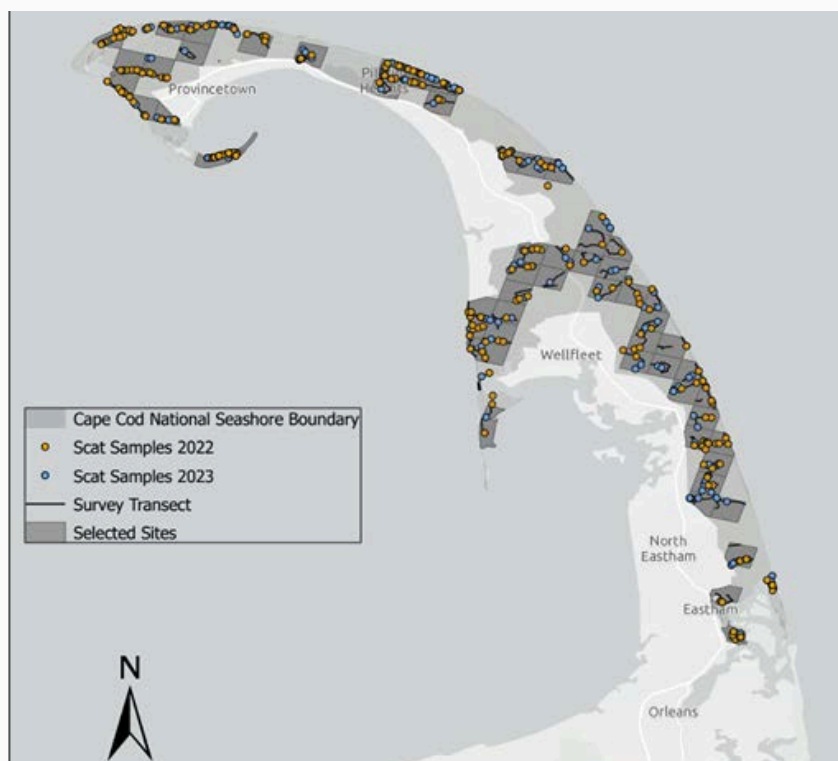 Provincetown
Heights
Wellfleet
Cape Cod National Seashore Boundary
Scat Samples 2022
Scat Samples 2023
Survey Transect
Selected Sites
North
Eastham
Eastham
N
Orleans